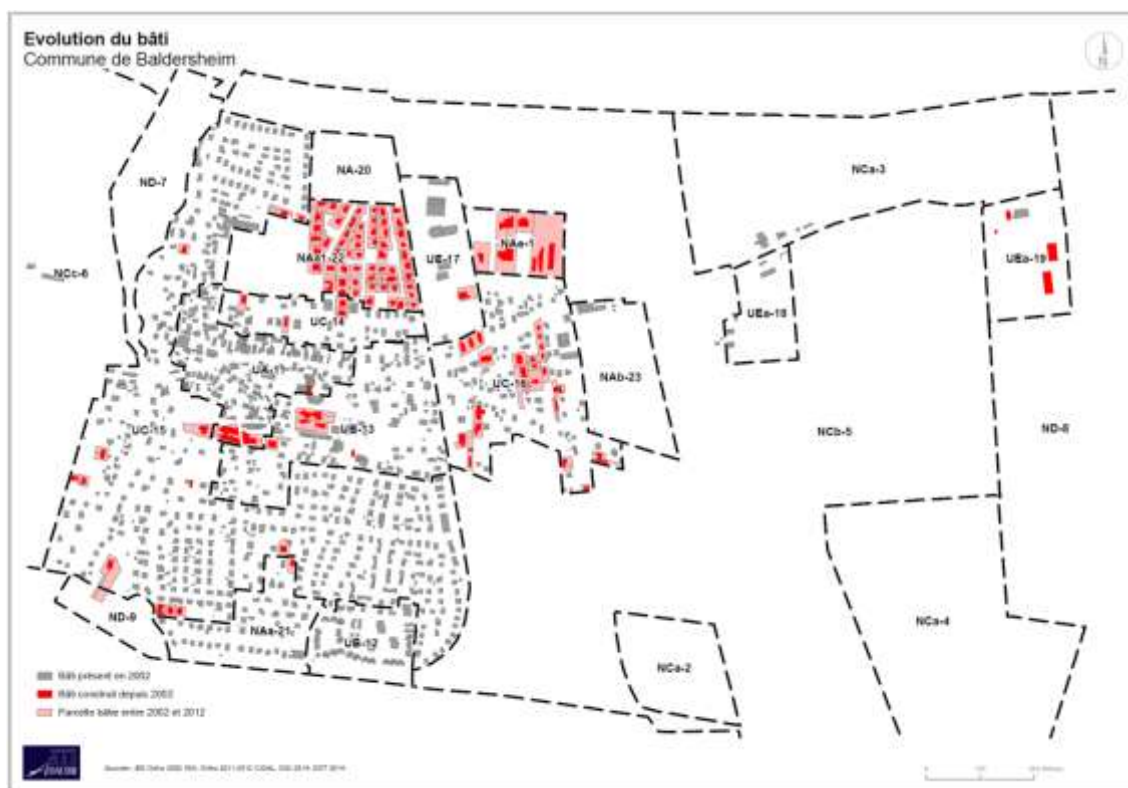 Evolution du bâti
Commune de Baldersheim
N
NA-20
NCa-3
ND-7
NAe-1
NCc-6
NAa1-22
UE-17
UEa-19
UC-14
UEa-18
NAb-23
UC-16
UC-15
UB-13
NCb-5
ND-8
ND-9
NAa-21
UB-12
NCa-4
NCa-2
Bâti présent en 2002
Bâti construit depuis 2002
Parcelle bâtie entre 2002 et 2012